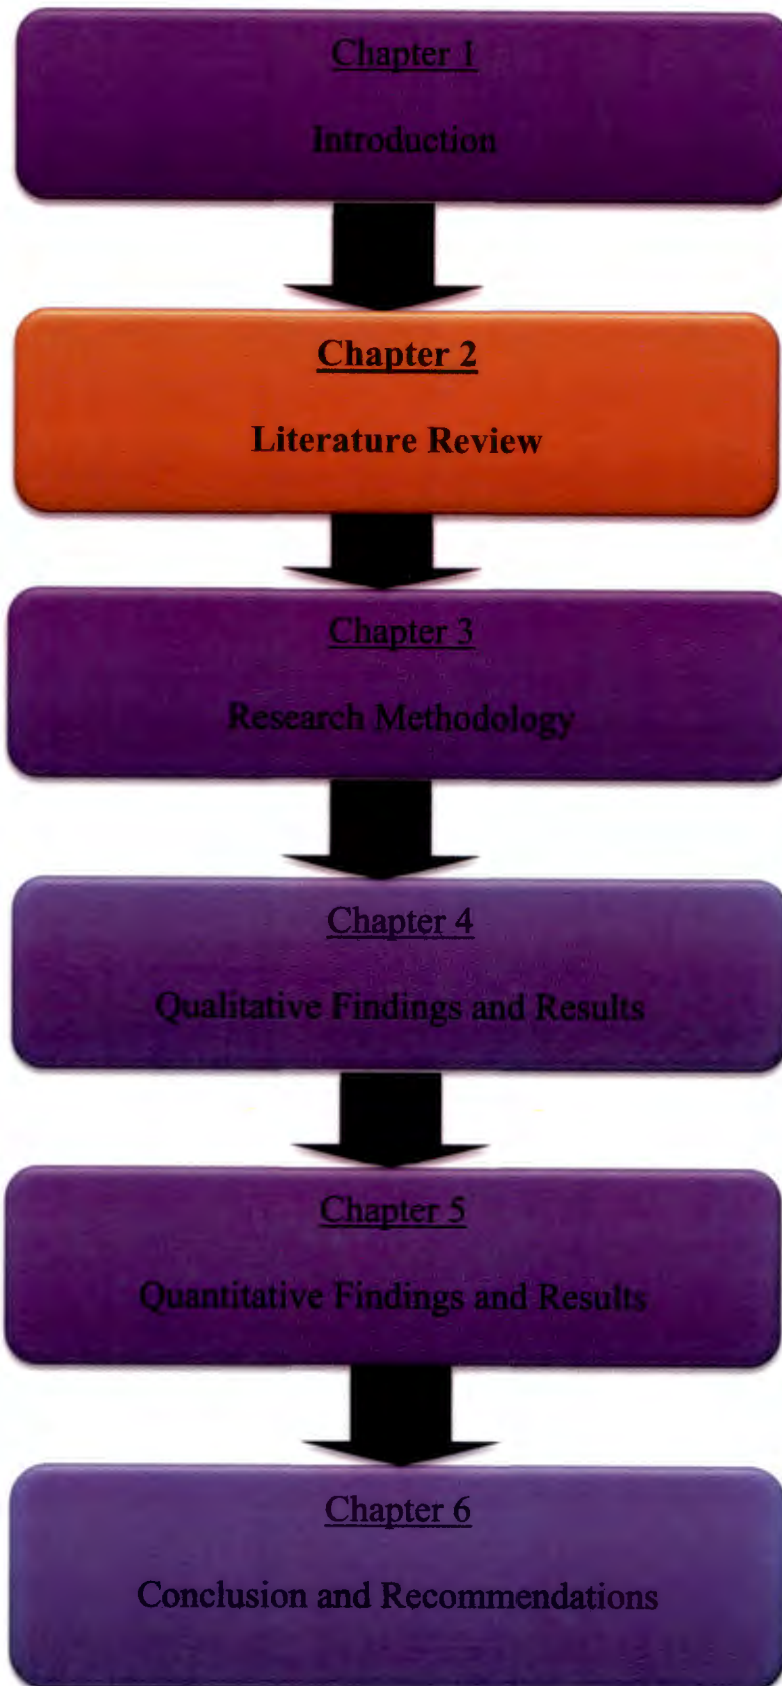 Chapter 1
Introduction
Chapter 2
Literature Review
Chapter 3
Research Methodology
Chapter 4
Qualitative Findings and Results
Chapter 5
Quantitative Findings and Results
Chapter 6
Conclusion and Recommendations